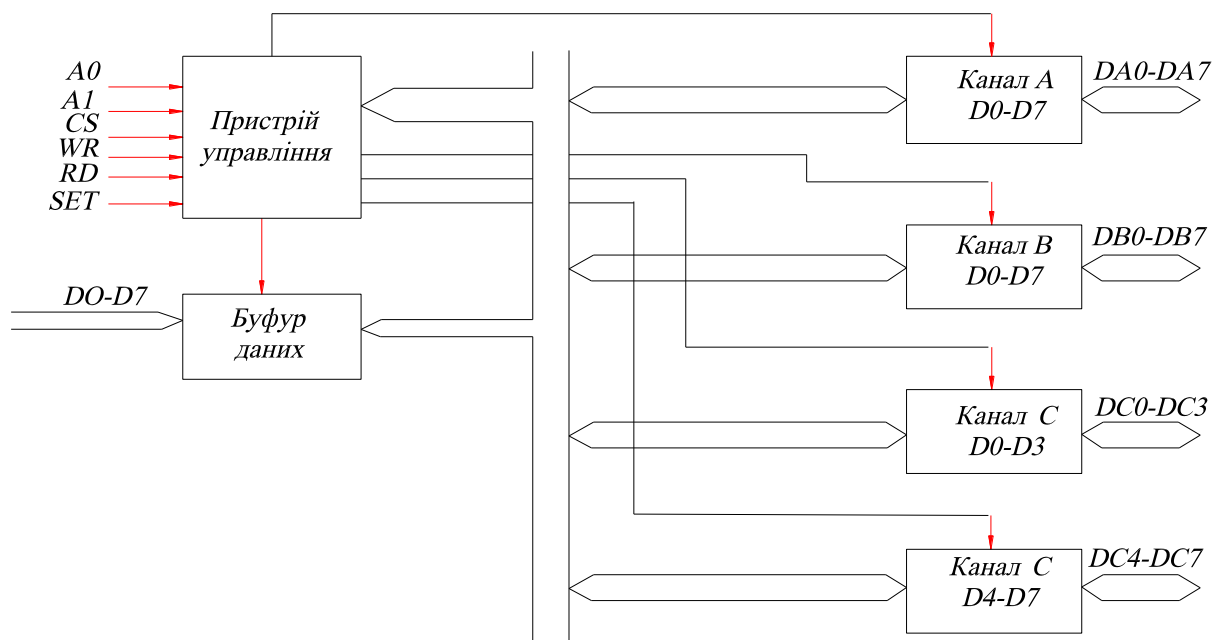 A0
A1
CS
WR
RD
SET
Пристрій
управління
DO-D7
Буфур
даних
Канал A
D0-D7
DA0-DA7
Канал B
D0-D7
DB0-DB7
Канал C
D0-D3
DC0-DC3
Канал C
D4-D7
DC4-DC7